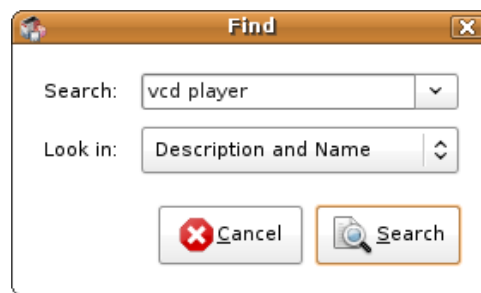 Find
Search: vcd player
Look in: Description and Name
Cancel Search